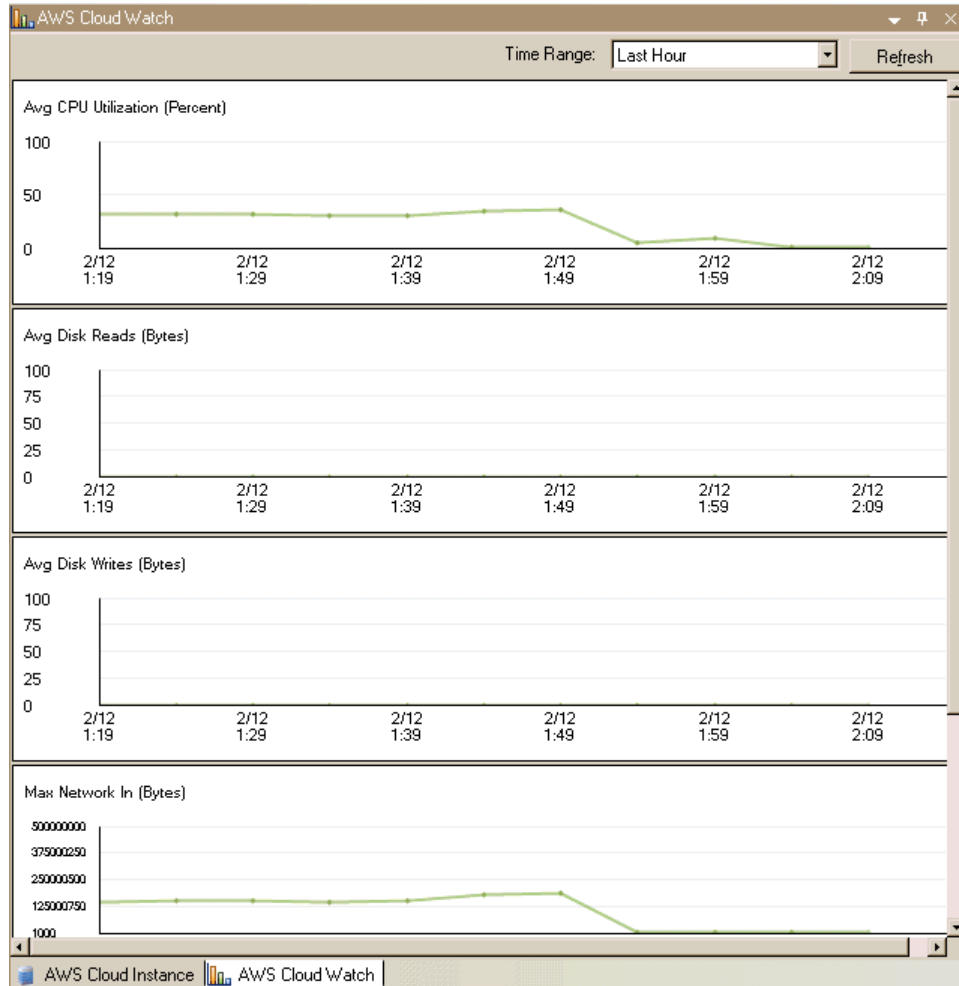 AWS Cloud Watch
Time Range: Last Hour Refresh
Avg CPU Utilization (Percent)
100
50
0
2/12 2/12 2/12 2/12 2/12 2/12
1:19 1:29 1:39 1:49 1:59 2:09
Avg Disk Reads (Bytes)
100
75
50
25
0
2/12 2/12 2/12 2/12 2/12 2/12
1:19 1:29 1:39 1:49 1:59 2:09
Avg Disk Writes (Bytes)
100
75
50
25
0
2/12 2/12 2/12 2/12 2/12 2/12
1:19 1:29 1:39 1:49 1:59 2:09
Max Network In (Bytes)
500000000
375000250
250000500
125000750
1000
AWS Cloud Instance AWS Cloud Watch